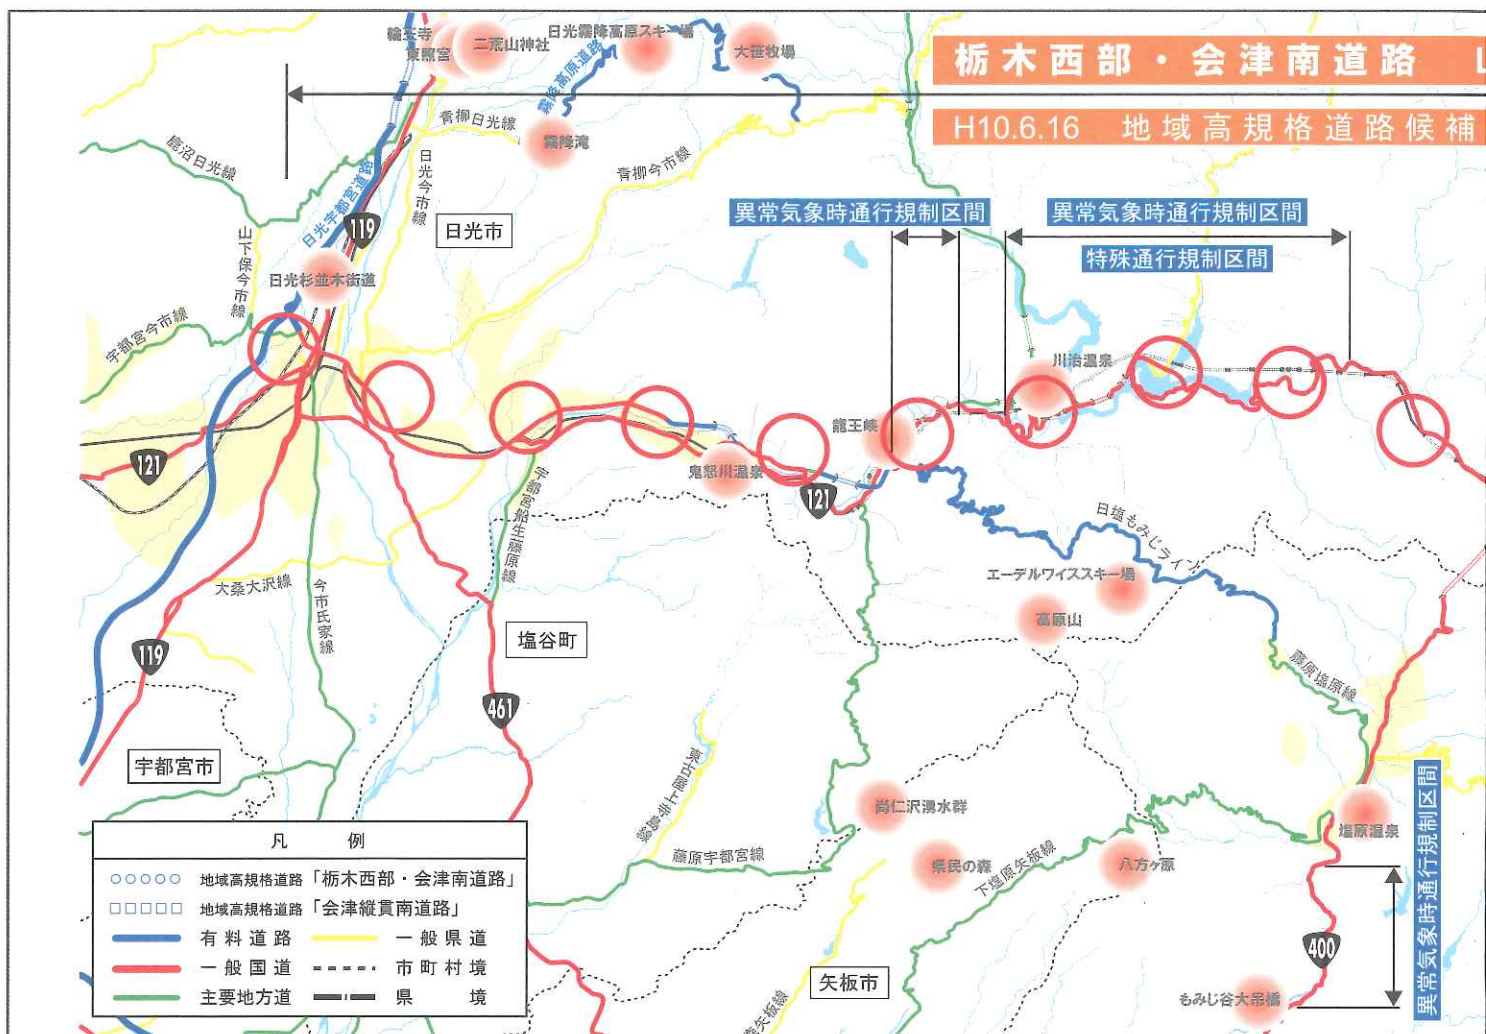 輪王寺
東照宮
二荒山神社
日光霧降高原スキー場
大笹牧場
霧降高原道路
栃木西部・会津南道路
H10.6.16 地域高規格道路候補
青柳日光線
霧降滝
鹿沼日光線
日光宇都宮道路
日光今市線
青柳今市線
119
日光市
異常気象時通行規制区間
異常気象時通行規制区間
特殊通行規制区間
山下保今市線
日光杉並木街道
宇都宮今市線
川治温泉
龍王峡
121
鬼怒川温泉
121
宇都宮船生藤原線
日塩もみじライン
エーデルワイススキー場
高原山
大桑大沢線
今市氏家線
塩谷町
119
461
藤原塩原線
宇都宮市
尚仁沢湧水群
塩原温泉
異常気象時通行規制区間
藤原宇都宮線
県民の森
下塩原矢板線
八方ヶ原
400
矢板市
もみじ谷大吊橋
矢板線
凡 例
地域高規格道路「栃木西部・会津南道路」
地域高規格道路「会津縦貫南道路」
有料道路 一般県道
一般国道 市町村境
主要地方道 県 境